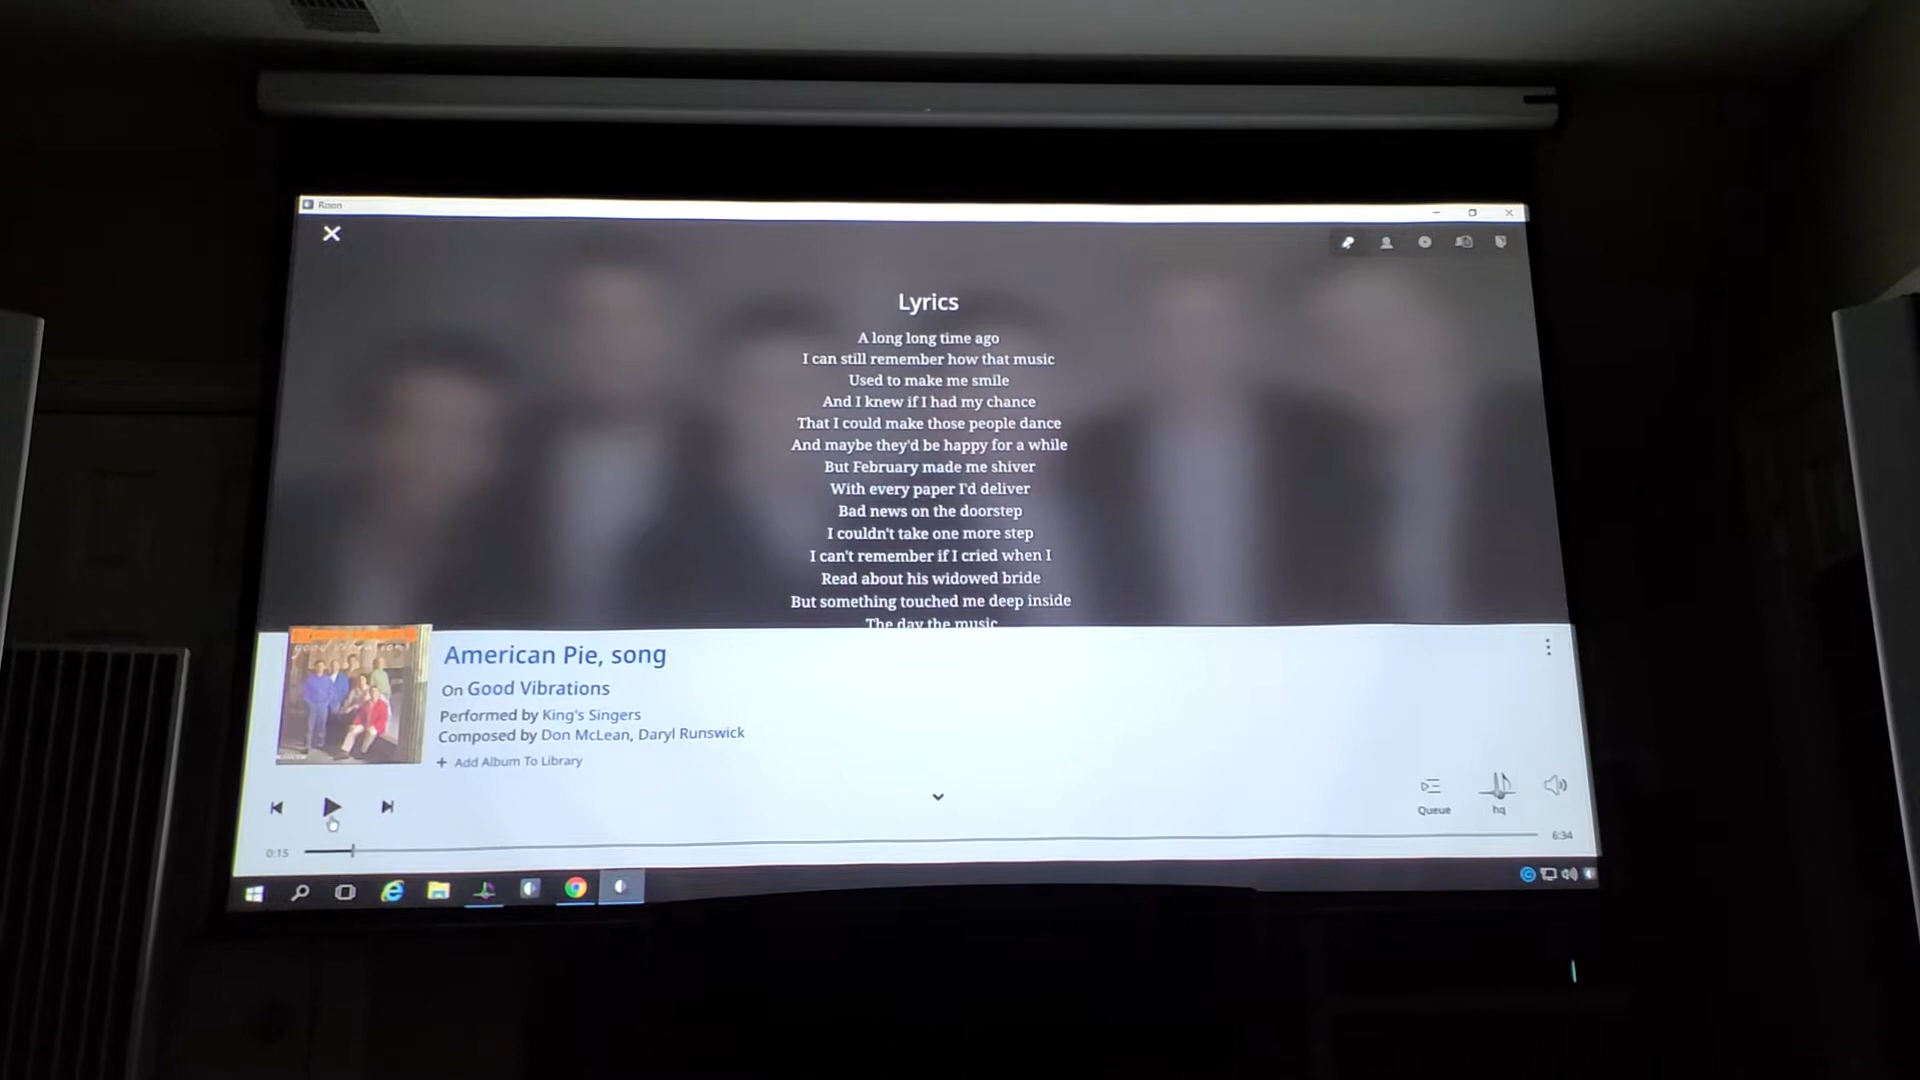 Roon
Lyrics
A long long time ago
I can still remember how that music
Used to make me smile
And I knew if I had my chance
That I could make those people dance
And maybe they'd be happy for a while
But February made me shiver
With every paper I'd deliver
Bad news on the doorstep
I couldn't take one more step
I can't remember if I cried when I
Read about his widowed bride
But something touched me deep inside
The day the music
good vibrations
American Pie, song
On Good Vibrations
Performed by King's Singers
Composed by Don McLean, Daryl Runswick
+ Add Album To Library
Queue
hq
0:15
6:34